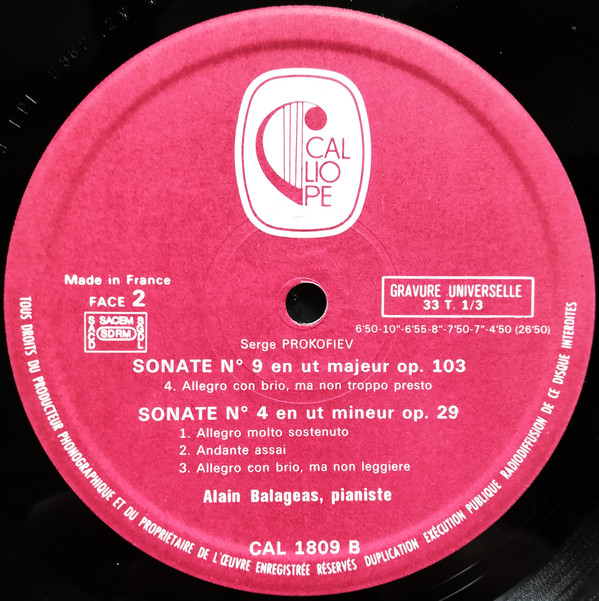 CAL
LIO
PE
Made in France
FACE 2
SACD SACEM SGDL
SDRM
GRAVURE UNIVERSELLE
33 T. 1/3
6'50-10"-6'55-8"-7'50-7"-4'50 (26'50)
Serge PROKOFIEV
SONATE N° 9 en ut majeur op. 103
4. Allegro con brio, ma non troppo presto
SONATE N° 4 en ut mineur op. 29
1. Allegro molto sostenuto
2. Andante assai
3. Allegro con brio, ma non leggiere
Alain Balageas, pianiste
CAL 1809 B
TOUS DROITS DU PRODUCTEUR PHONOGRAPHIQUE ET DU PROPRIÉTAIRE DE L'ŒUVRE ENREGISTRÉE RÉSERVÉS DUPLICATION EXÉCUTION PUBLIQUE RADIODIFFUSION DE CE DISQUE INTERDITES